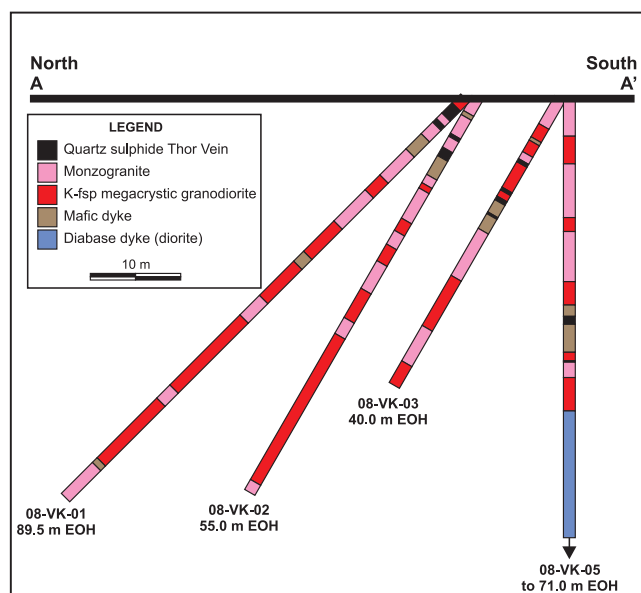 North
A
South
A'
LEGEND
Quartz sulphide Thor Vein
Monzogranite
K-fsp megacrystic granodiorite
Mafic dyke
Diabase dyke (diorite)
10 m
08-VK-03
40.0 m EOH
08-VK-01
89.5 m EOH
08-VK-02
55.0 m EOH
08-VK-05
to 71.0 m EOH